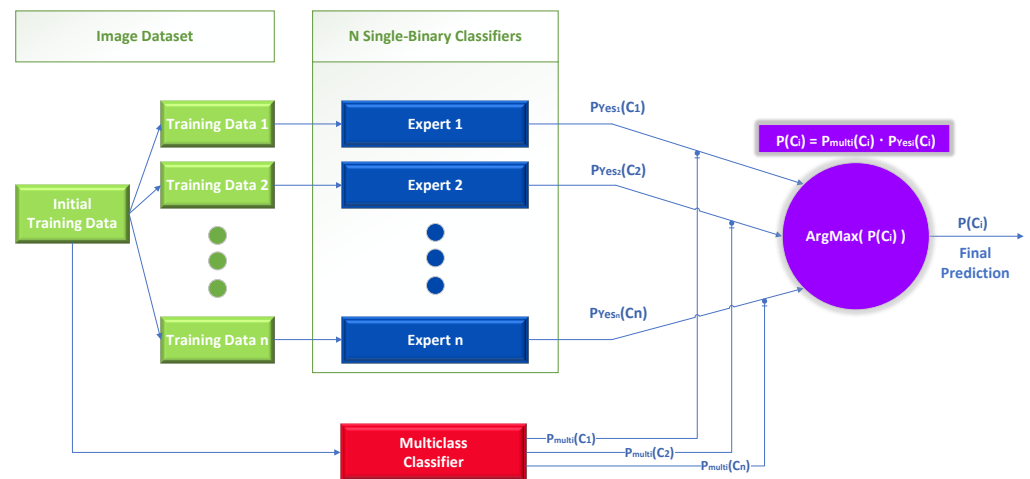 Image Dataset
N Single-Binary Classifiers
Training Data 1
Expert 1
PYes₁(C1)
P(Ci) = Pmulti(Ci) · PYesi(Ci)
Training Data 2
Expert 2
PYes₂(C2)
Initial
Training Data
ArgMax( P(Ci) )
P(Ci)
Final
Prediction
Training Data n
Expert n
PYesₙ(Cn)
Multiclass
Classifier
Pmulti(C1)
Pmulti(C2)
Pmulti(Cn)